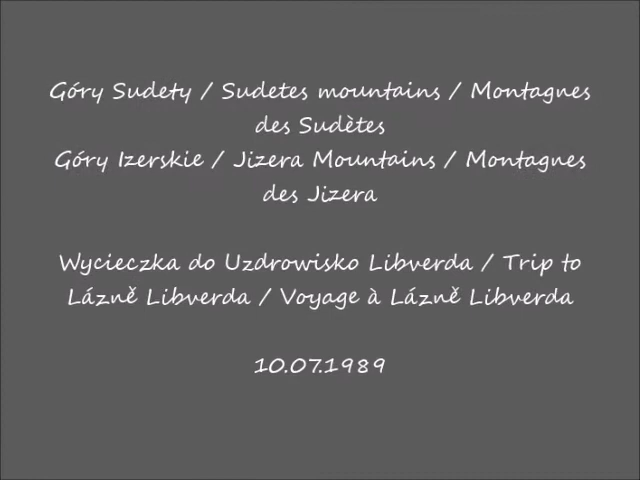 Góry Sudety / Sudetes mountains / Montagnes
des Sudètes
Góry Izerskie / Jizera Mountains / Montagnes
des Jizera
Wycieczka do Uzdrowisko Libverda / Trip to
Lázně Libverda / Voyage à Lázně Libverda
10.07.1989